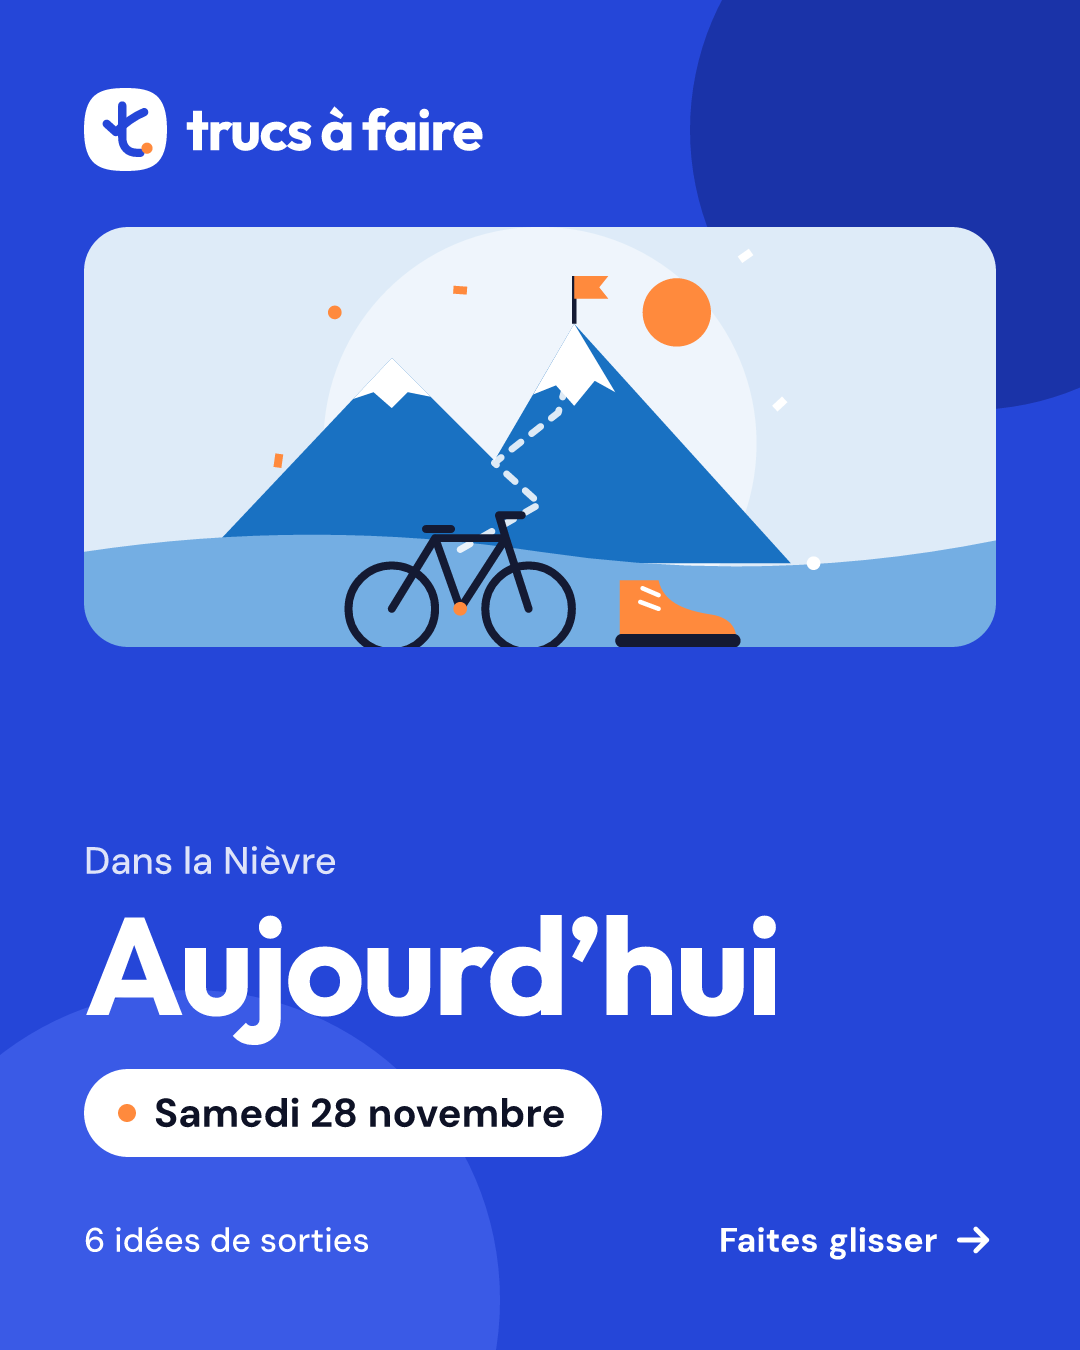 trucs à faire
Dans la Nièvre
Aujourd’hui
Samedi 28 novembre
6 idées de sorties
Faites glisser →